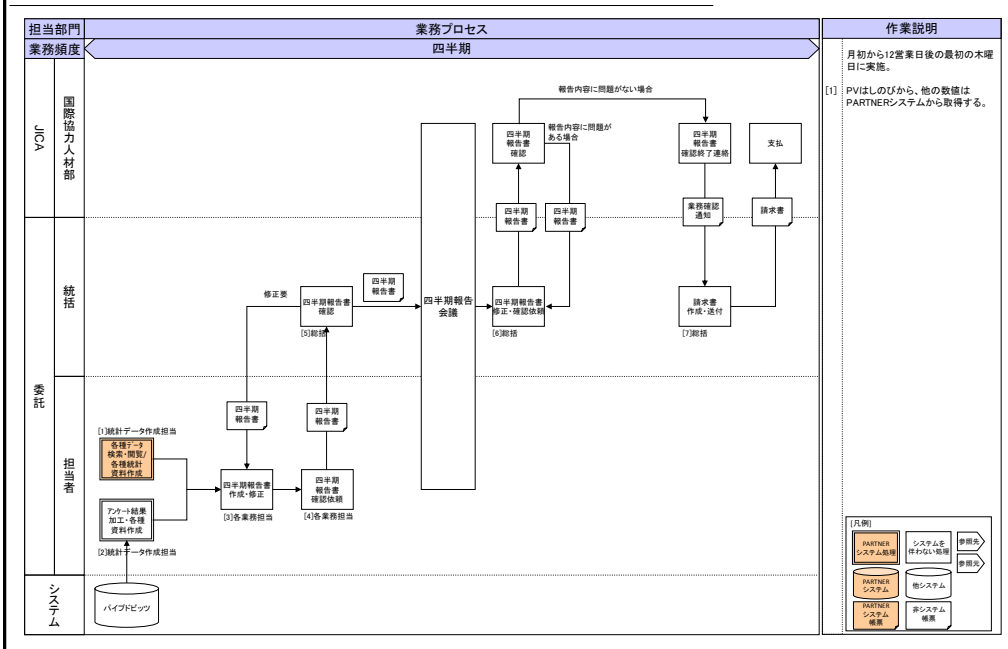 担当部門
業務プロセス
作業説明
業務頻度
四半期
月初から12営業日後の最初の木曜
日に実施。
[1] PVはしのびから、他の数値は
PARTNERシステムから取得する。
JICA
国際協力人材部
報告内容に問題がない場合
報告内容に問題が
ある場合
四半期
報告書
確認
四半期
報告書
確認終了連絡
支払
四半期
報告書
四半期
報告書
業務確認
通知
請求書
委託
統括
修正要
四半期報告書
確認
[5]総括
四半期
報告書
四半期報告
会議
四半期報告書
修正・確認依頼
[6]総括
請求書
作成・送付
[7]総括
担当者
四半期
報告書
四半期
報告書
[1]統計データ作成担当
各種データ
検索・閲覧/
各種統計
資料作成
アンケート結果
加工・各種
資料作成
[2]統計データ作成担当
四半期報告書
作成・修正
[3]各業務担当
四半期
報告書
確認依頼
[4]各業務担当
システム
パイプドビッツ
[凡例]
PARTNER
システム処理
システムを
伴わない処理
参照先
参照元
PARTNER
システム
他システム
PARTNER
システム
帳票
非システム
帳票